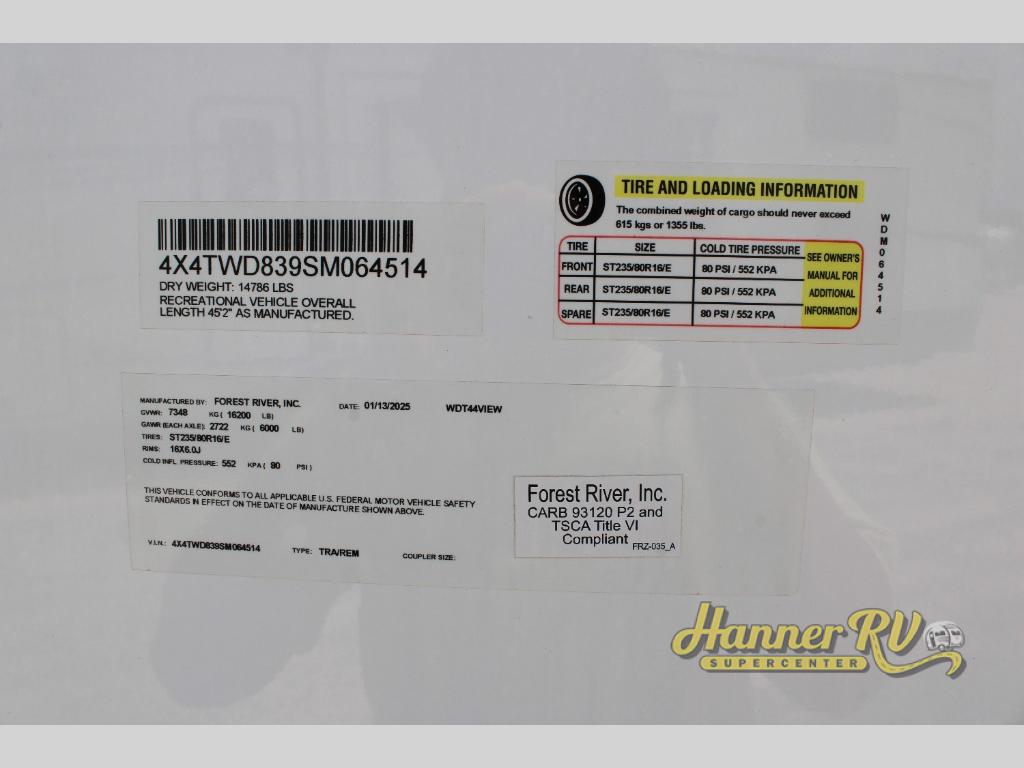 4X4TWD839SM064514
DRY WEIGHT: 14786 LBS
RECREATIONAL VEHICLE OVERALL
LENGTH 45'2" AS MANUFACTURED.
TIRE AND LOADING INFORMATION
The combined weight of cargo should never exceed
615 kgs or 1355 lbs.
TIRE SIZE COLD TIRE PRESSURE
FRONT ST235/80R16/E 80 PSI / 552 KPA
REAR ST235/80R16/E 80 PSI / 552 KPA
SPARE ST235/80R16/E 80 PSI / 552 KPA
SEE OWNER'S
MANUAL FOR
ADDITIONAL
INFORMATION
WDM064514
MANUFACTURED BY: FOREST RIVER, INC. DATE: 01/13/2025 WDT44VIEW
GVWR: 7348 KG ( 16200 LB)
GAWR (EACH AXLE): 2722 KG ( 6000 LB)
TIRES: ST235/80R16/E
RIMS: 16X6.0J
COLD INFL. PRESSURE: 552 KPA ( 80 PSI )
THIS VEHICLE CONFORMS TO ALL APPLICABLE U.S. FEDERAL MOTOR VEHICLE SAFETY
STANDARDS IN EFFECT ON THE DATE OF MANUFACTURE SHOWN ABOVE.
V.I.N.: 4X4TWD839SM064514 TYPE: TRA/REM COUPLER SIZE:
Forest River, Inc.
CARB 93120 P2 and
TSCA Title VI
Compliant
FRZ-035_A
Hanner RV
SUPERCENTER